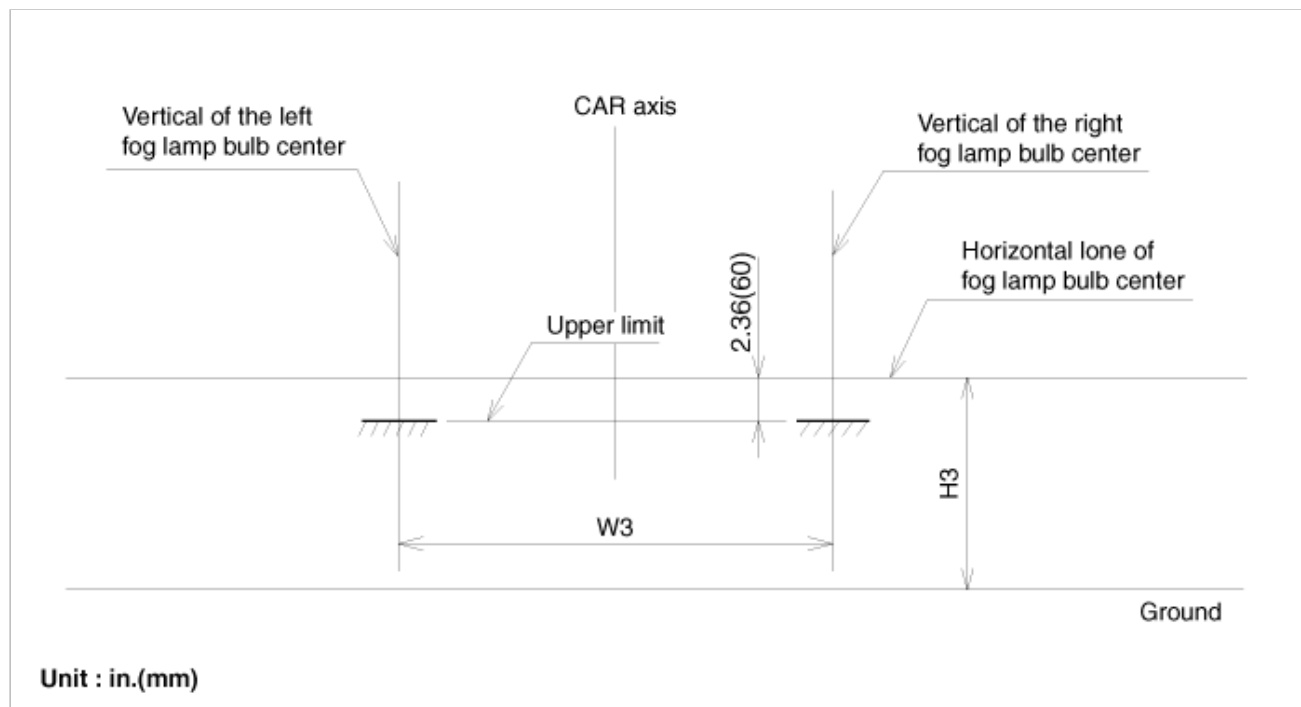 CAR axis
Vertical of the left
fog lamp bulb center
Vertical of the right
fog lamp bulb center
Horizontal lone of
fog lamp bulb center
2.36(60)
Upper limit
H3
W3
Ground
Unit : in.(mm)